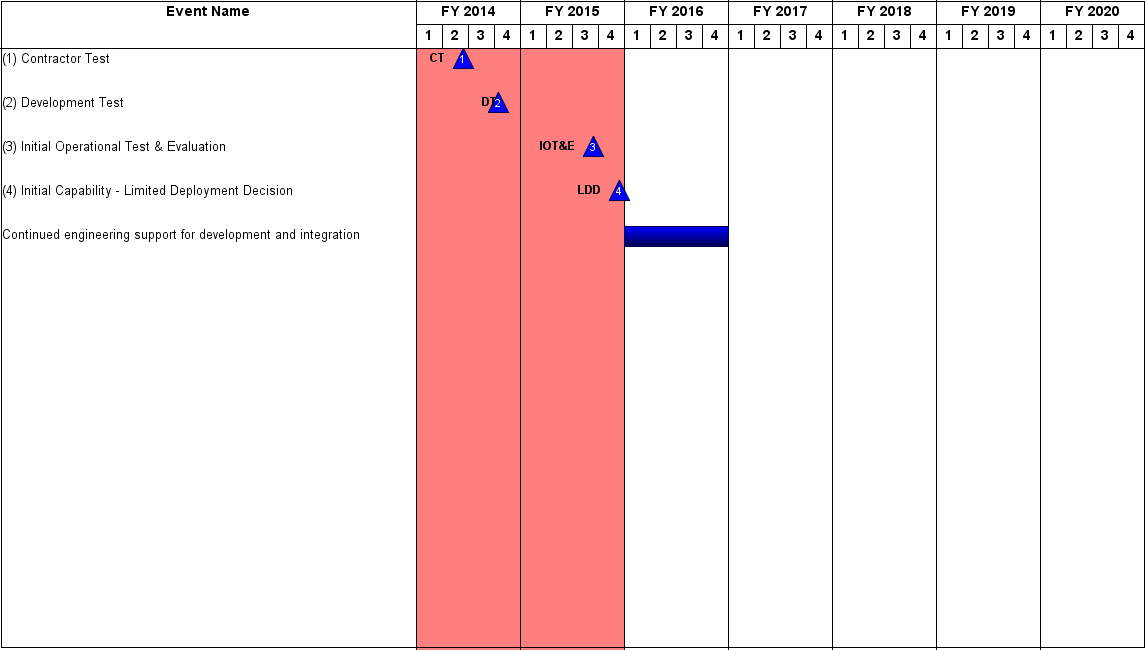 Event Name FY 2014 FY 2015 FY 2016 FY 2017 FY 2018 FY 2019 FY 2020
1 2 3 4 1 2 3 4 1 2 3 4 1 2 3 4 1 2 3 4 1 2 3 4 1 2 3 4
(1) Contractor Test CT 1
(2) Development Test DT 2
(3) Initial Operational Test & Evaluation IOT&E 3
(4) Initial Capability - Limited Deployment Decision LDD 4
Continued engineering support for development and integration